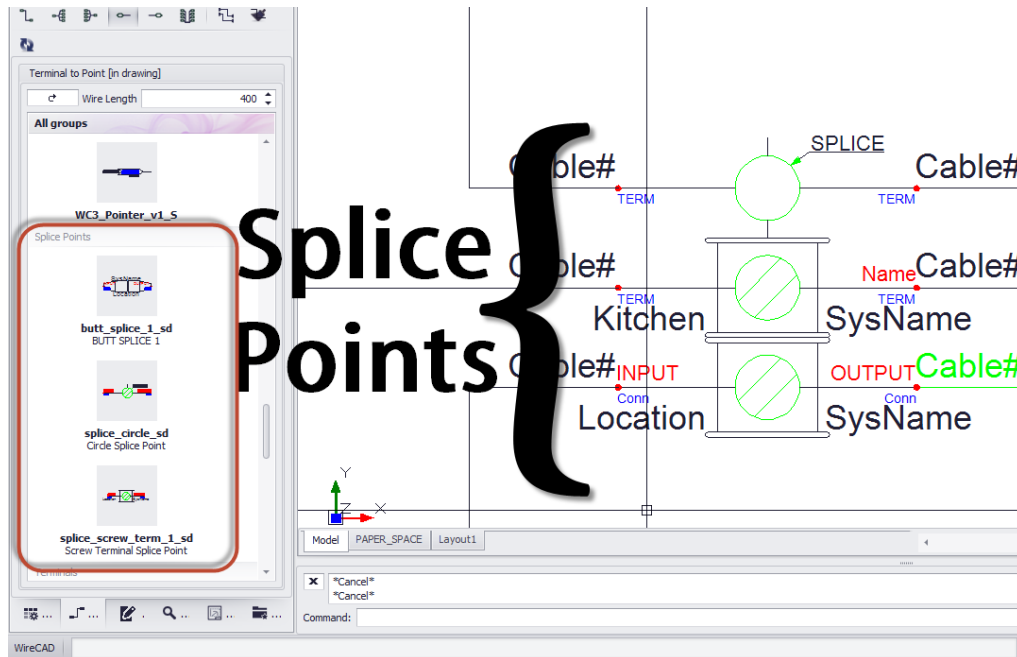 Terminal to Point [in drawing]
Wire Length 400
All groups
WC3_Pointer_v1_S
Splice Points
SysName
Location
butt_splice_1_sd
BUTT SPLICE 1
splice_circle_sd
Circle Splice Point
splice_screw_term_1_sd
Screw Terminal Splice Point
Terminals
Splice
Points
SPLICE
Cable# Cable#
TERM TERM
Cable# Name Cable#
TERM TERM
Kitchen SysName
Cable# INPUT OUTPUT Cable#
Conn Conn
Location SysName
Y
Z X
Model PAPER_SPACE Layout1
*Cancel*
*Cancel*
Command:
... ... . .. .. ...
WireCAD